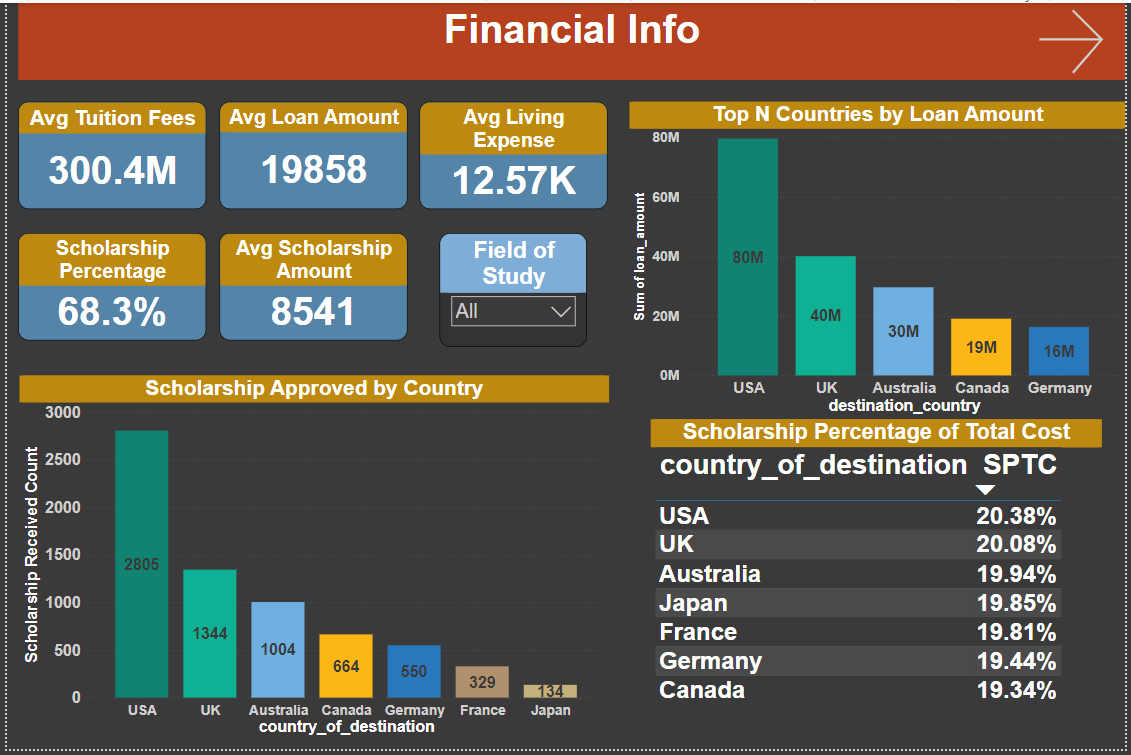 Financial Info
Avg Tuition Fees
300.4M
Avg Loan Amount
19858
Avg Living
Expense
12.57K
Scholarship
Percentage
68.3%
Avg Scholarship
Amount
8541
Field of
Study
All
Top N Countries by Loan Amount
Sum of loan_amount
80M
60M
40M
20M
0M
80M
40M
30M
19M
16M
USA
UK
Australia
Canada
Germany
destination_country
Scholarship Approved by Country
Scholarship Received Count
3000
2500
2000
1500
1000
500
0
2805
1344
1004
664
550
329
134
USA
UK
Australia
Canada
Germany
France
Japan
country_of_destination
Scholarship Percentage of Total Cost
country_of_destination SPTC
USA 20.38%
UK 20.08%
Australia 19.94%
Japan 19.85%
France 19.81%
Germany 19.44%
Canada 19.34%